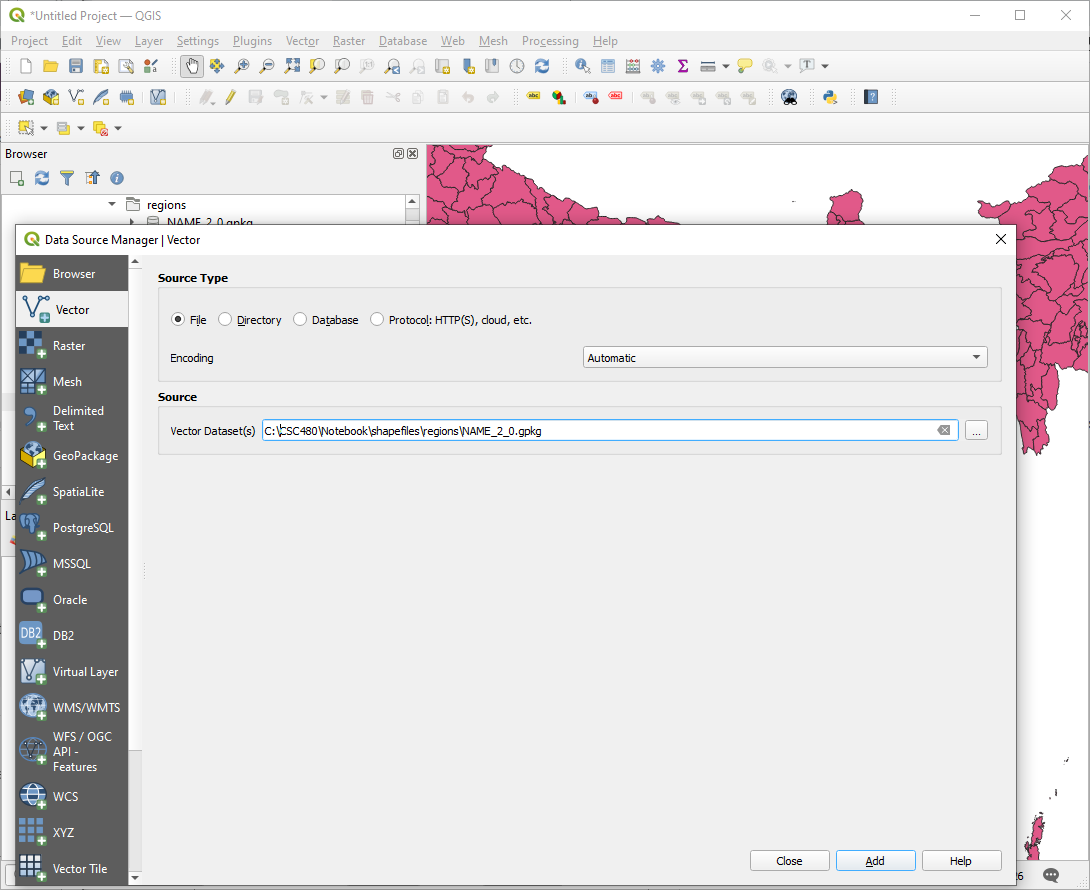 *Untitled Project — QGIS
Project Edit View Layer Settings Plugins Vector Raster Database Web Mesh Processing Help
Browser
regions
NAME_2_0.gpkg
Data Source Manager | Vector
Browser
Vector
Raster
Mesh
Delimited
Text
GeoPackage
SpatiaLite
PostgreSQL
MSSQL
Oracle
DB2
DB2
Virtual Layer
WMS/WMTS
WFS / OGC
API -
Features
WCS
XYZ
Vector Tile
Source Type
File Directory Database Protocol: HTTP(S), cloud, etc.
Encoding Automatic
Source
Vector Dataset(s) C:\CSC480\Notebook\shapefiles\regions\NAME_2_0.gpkg ...
Close Add Help
La
26